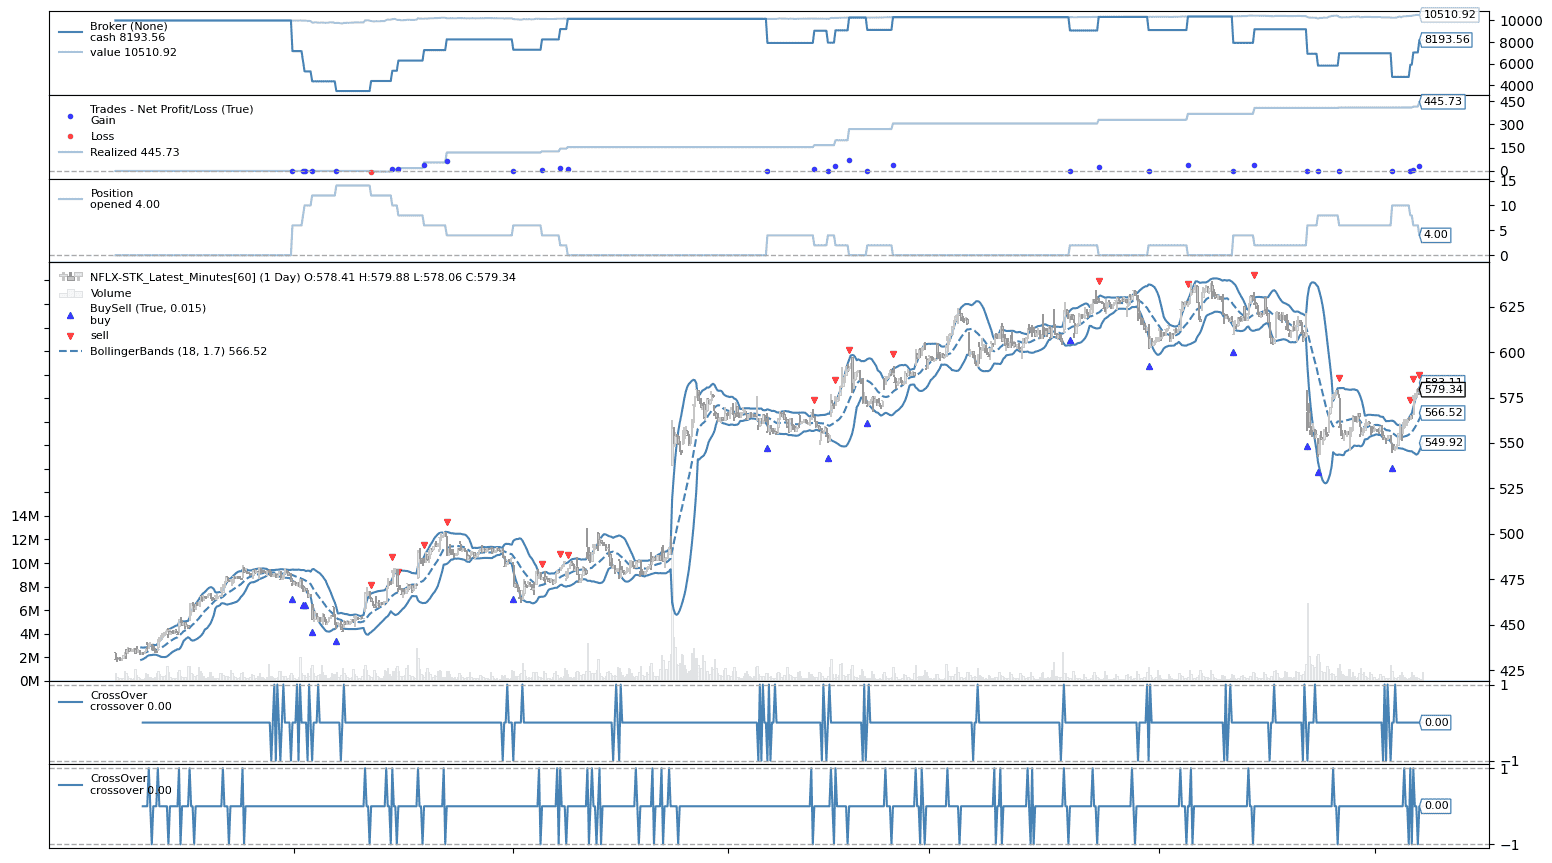 Broker (None)
cash 8193.56
value 10510.92
10510.92
8193.56
10000
8000
6000
4000
Trades - Net Profit/Loss (True)
Gain
Loss
Realized 445.73
445.73
450
300
150
0
Position
opened 4.00
4.00
15
10
5
0
NFLX-STK_Latest_Minutes[60] (1 Day) O:578.41 H:579.88 L:578.06 C:579.34
Volume
BuySell (True, 0.015)
buy
sell
BollingerBands (18, 1.7) 566.52
583.11
579.34
566.52
549.92
625
600
575
550
525
500
475
450
425
14M
12M
10M
8M
6M
4M
2M
0M
CrossOver
crossover 0.00
0.00
1
−1
CrossOver
crossover 0.00
0.00
1
−1